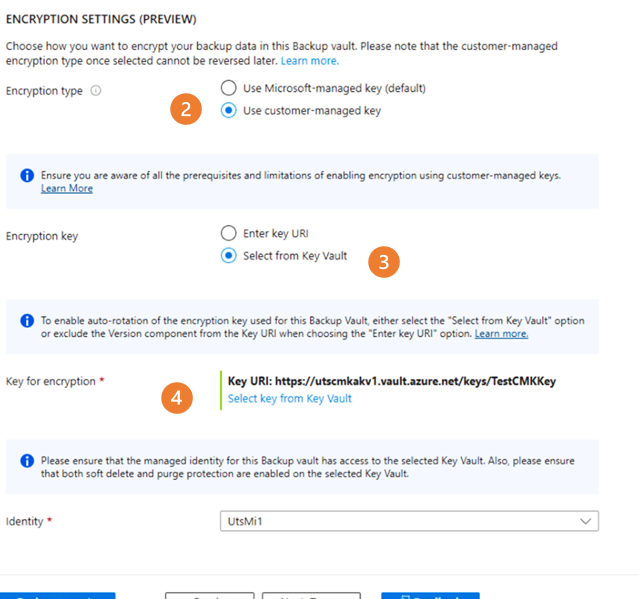 ENCRYPTION SETTINGS (PREVIEW)
Choose how you want to encrypt your backup data in this Backup vault. Please note that the customer-managed
encryption type once selected cannot be reversed later. Learn more.
Encryption type
Use Microsoft-managed key (default)
2
Use customer-managed key
Ensure you are aware of all the prerequisites and limitations of enabling encryption using customer-managed keys.
Learn More
Encryption key
Enter key URI
Select from Key Vault
3
To enable auto-rotation of the encryption key used for this Backup Vault, either select the "Select from Key Vault" option
or exclude the Version component from the Key URI when choosing the "Enter key URI" option. Learn more.
Key for encryption *
Key URI: https://utscmkakv1.vault.azure.net/keys/TestCMKKey
4
Select key from Key Vault
Please ensure that the managed identity for this Backup vault has access to the selected Key Vault. Also, please ensure
that both soft delete and purge protection are enabled on the selected Key Vault.
Identity *
UtsMi1